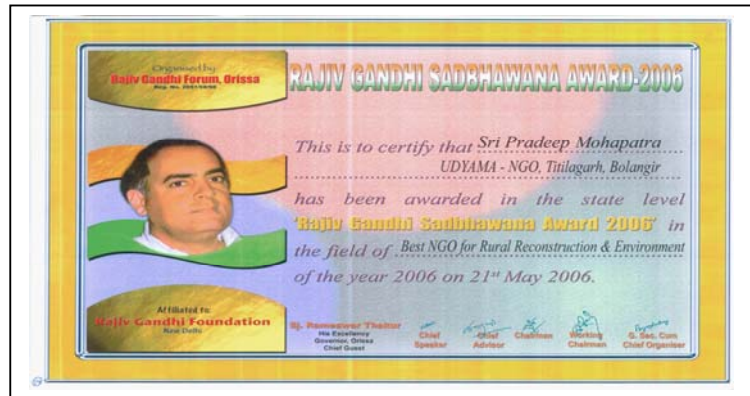 Organised by
Rajiv Gandhi Forum, Orissa
RAJIV GANDHI SADBHAWANA AWARD-2006
This is to certify that Sri Pradeep Mohapatra
UDYAMA - NGO, Titilagarh, Bolangir
has been awarded in the state level
'Rajiv Gandhi Sadbhawana Award 2006' in
the field of Best NGO for Rural Reconstruction & Environment
of the year 2006 on 21st May 2006.
Affiliated to:
Rajiv Gandhi Foundation
New Delhi
Sj. Rameswar Thakur
His Excellency
Governor, Orissa
Chief Guest
Chief
Speaker
Chief
Advisor
Chairman
Working
Chairman
G. Sec. Cum
Chief Organiser